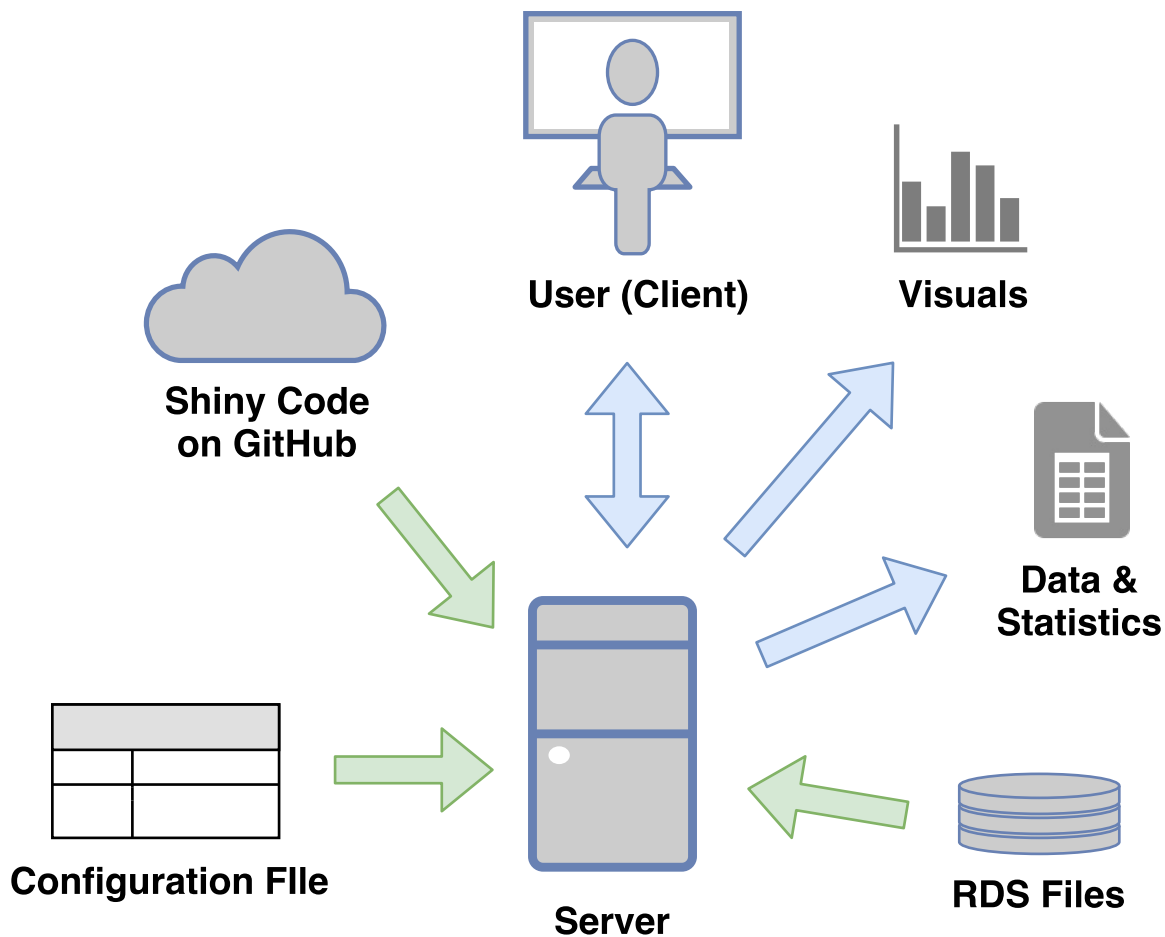 User (Client)
Visuals
Shiny Code
on GitHub
Data &
Statistics
Configuration FIle
RDS Files
Server